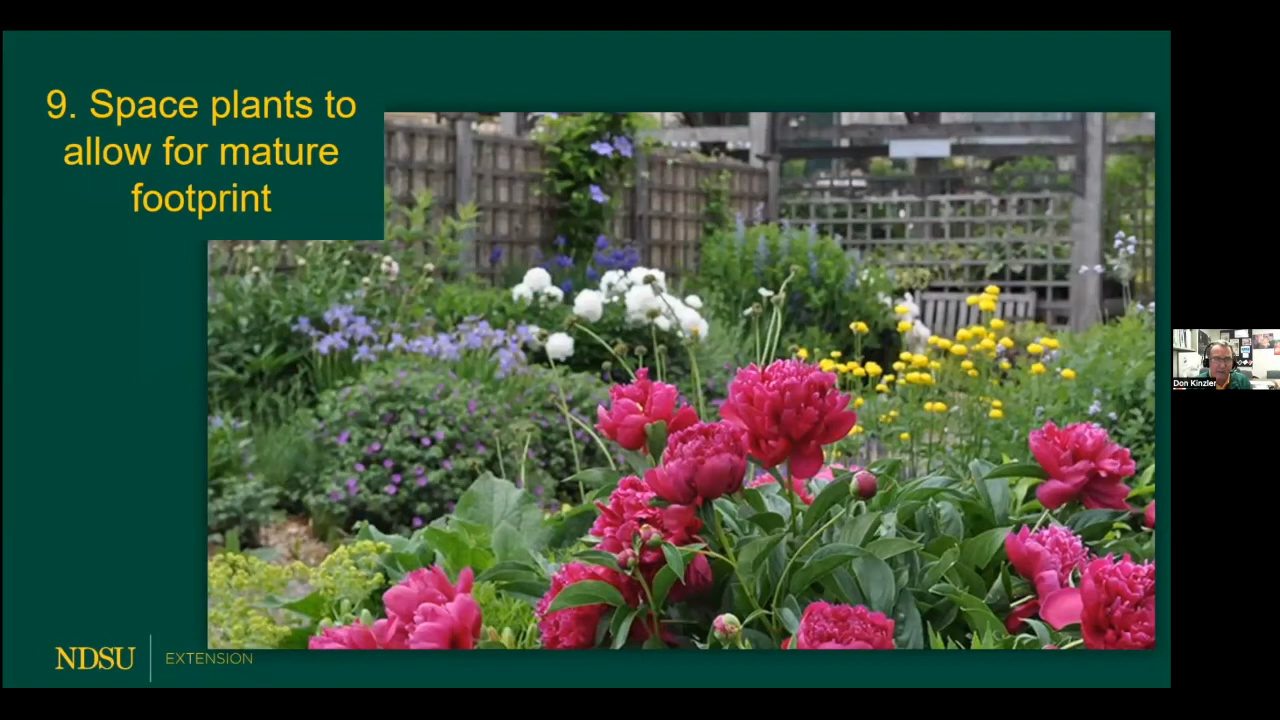 9. Space plants to
allow for mature
footprint
NDSU EXTENSION
Don Kinzler